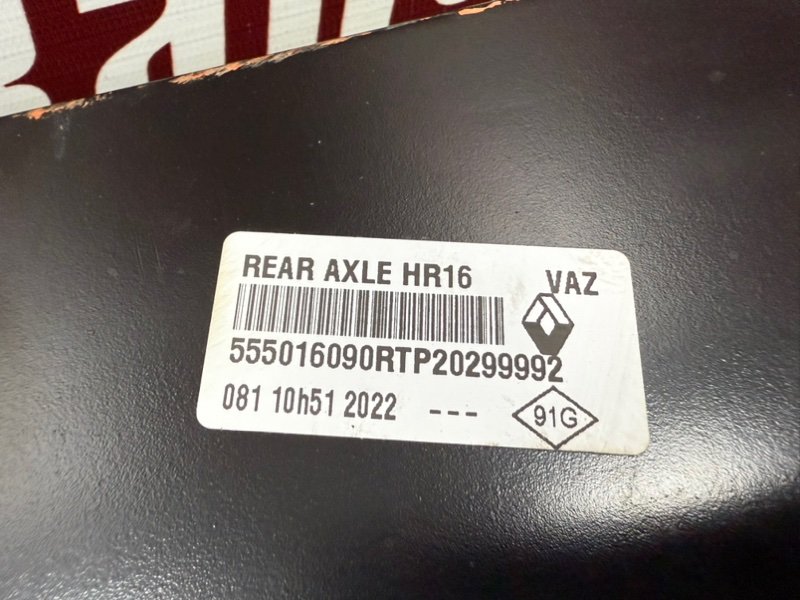 REAR AXLE HR16 VAZ
555016090RTP20299992
081 10h51 2022 ---
91G